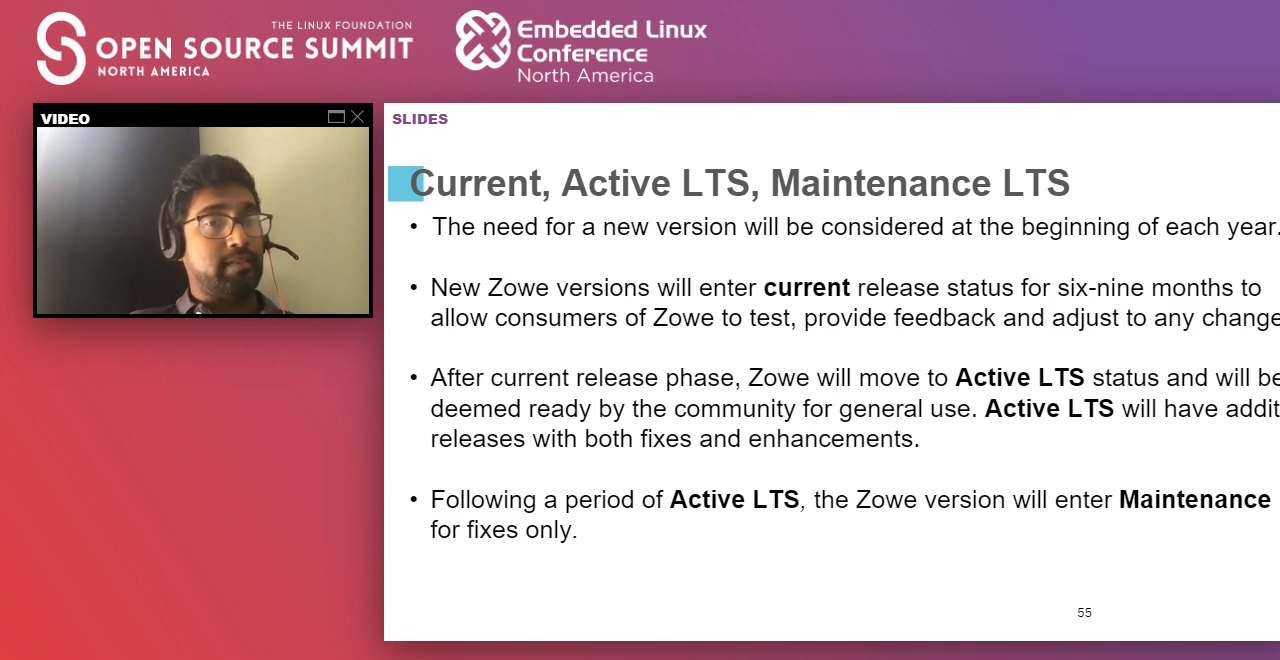 THE LINUX FOUNDATION
OPEN SOURCE SUMMIT
NORTH AMERICA
Embedded Linux
Conference
North America
VIDEO
SLIDES
Current, Active LTS, Maintenance LTS
• The need for a new version will be considered at the beginning of each year.
• New Zowe versions will enter current release status for six-nine months to
allow consumers of Zowe to test, provide feedback and adjust to any change
• After current release phase, Zowe will move to Active LTS status and will be
deemed ready by the community for general use. Active LTS will have addit
releases with both fixes and enhancements.
• Following a period of Active LTS, the Zowe version will enter Maintenance
for fixes only.
55